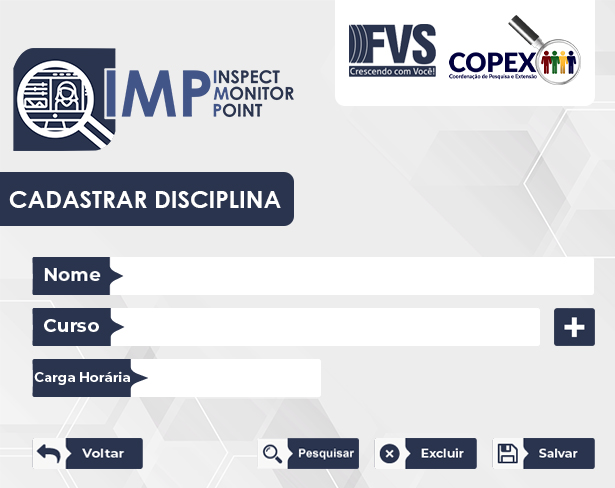 IMP INSPECT
MONITOR
POINT
FVS
Crescendo com Você!
COPEX
Coordenação de Pesquisa e Extensão
CADASTRAR DISCIPLINA
Nome
Curso
Carga Horária
Voltar
Pesquisar
Excluir
Salvar